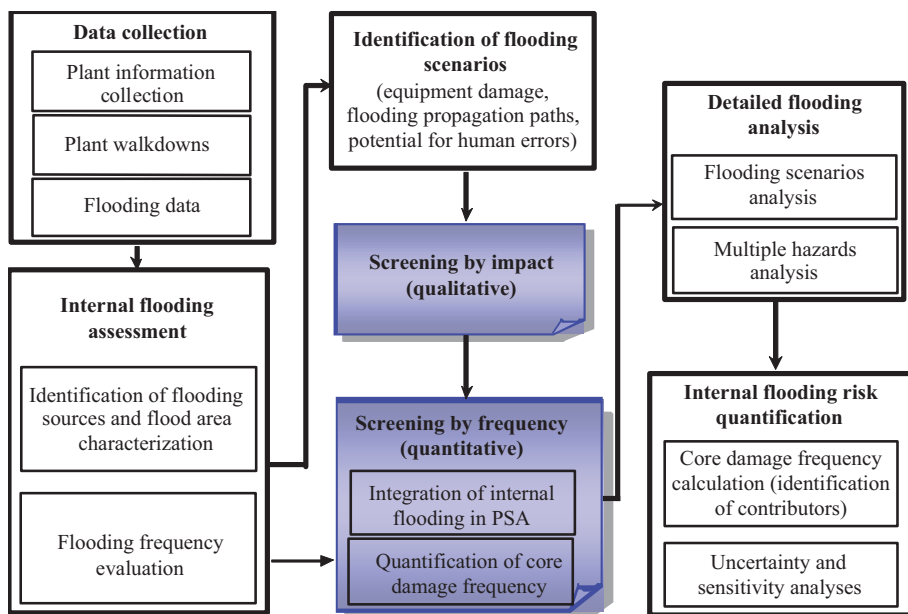 Data collection
Plant information
collection
Plant walkdowns
Flooding data
Internal flooding
assessment
Identification of flooding
sources and flood area
characterization
Flooding frequency
evaluation
Identification of flooding
scenarios
(equipment damage,
flooding propagation paths,
potential for human errors)
Screening by impact
(qualitative)
Screening by frequency
(quantitative)
Integration of internal
flooding in PSA
Quantification of core
damage frequency
Detailed flooding
analysis
Flooding scenarios
analysis
Multiple hazards
analysis
Internal flooding risk
quantification
Core damage frequency
calculation (identification
of contributors)
Uncertainty and
sensitivity analyses